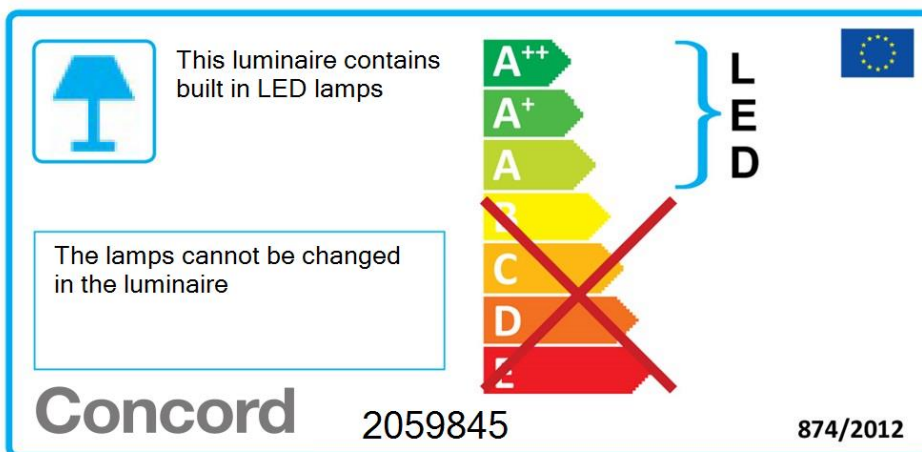 This luminaire contains
built in LED lamps
A++
A+
A
B
C
D
E
L
E
D
The lamps cannot be changed
in the luminaire
Concord
2059845
874/2012